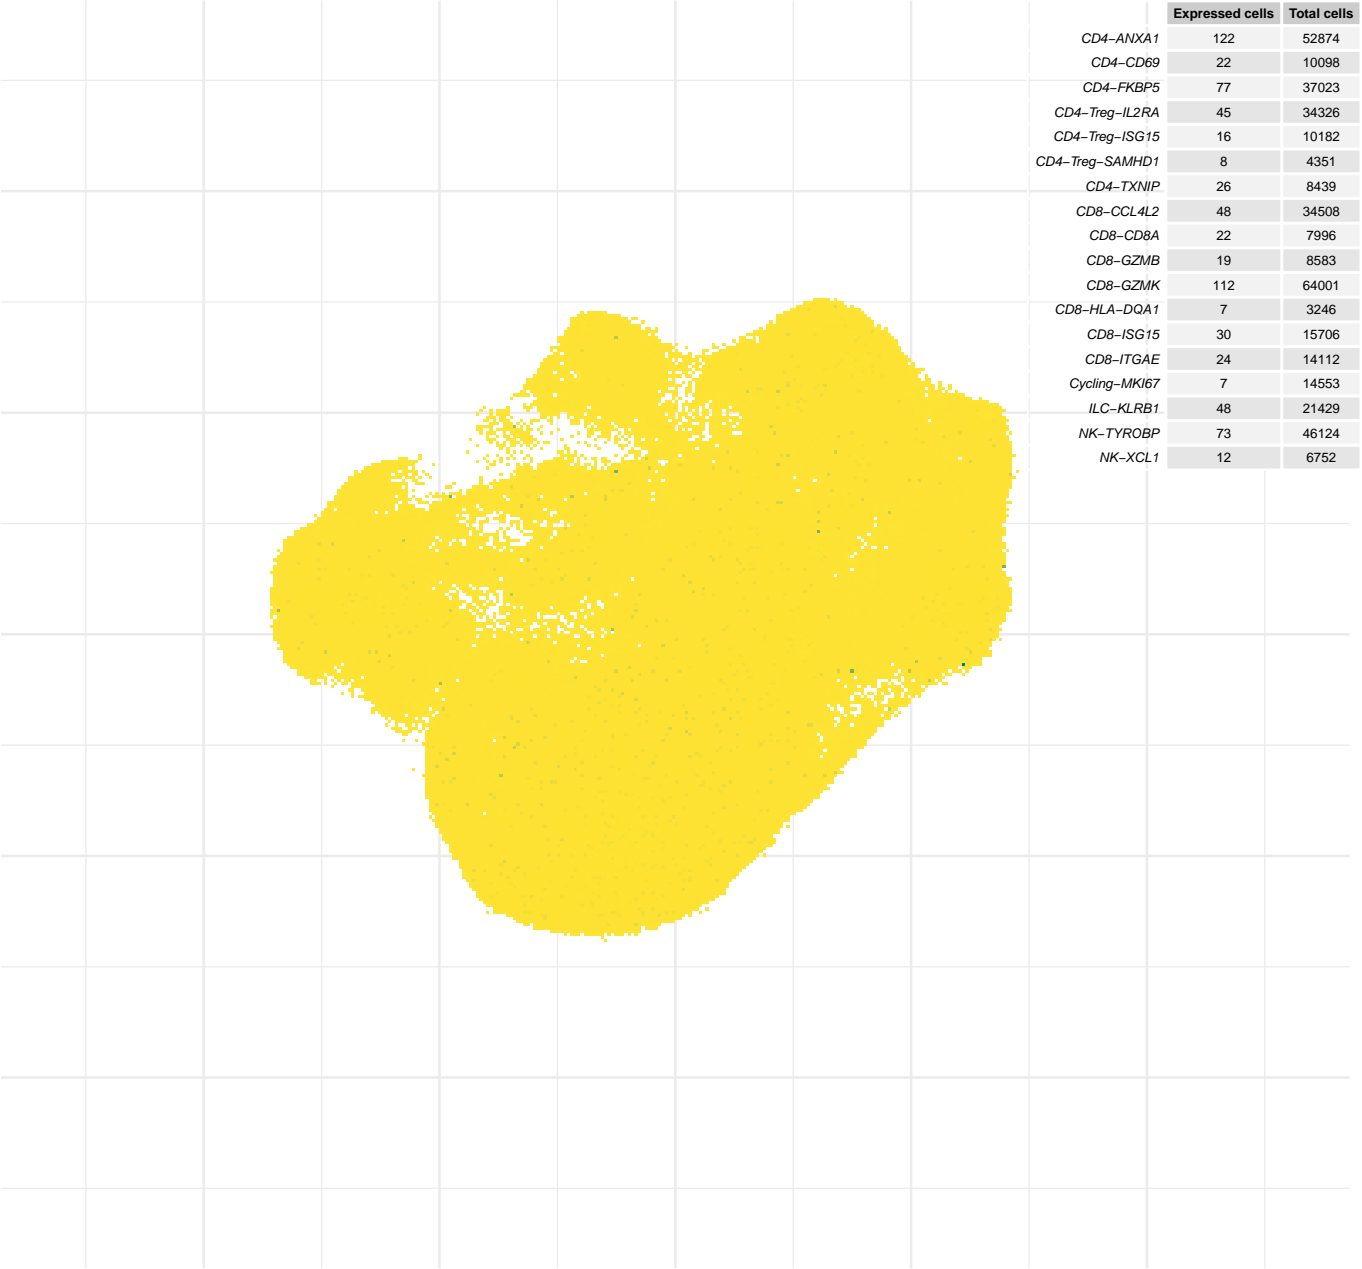 Expressed cells Total cells
CD4−ANXA1 122 52874
CD4−CD69 22 10098
CD4−FKBP5 77 37023
CD4−Treg−IL2RA 45 34326
CD4−Treg−ISG15 16 10182
CD4−Treg−SAMHD1 8 4351
CD4−TXNIP 26 8439
CD8−CCL4L2 48 34508
CD8−CD8A 22 7996
CD8−GZMB 19 8583
CD8−GZMK 112 64001
CD8−HLA−DQA1 7 3246
CD8−ISG15 30 15706
CD8−ITGAE 24 14112
Cycling−MKI67 7 14553
ILC−KLRB1 48 21429
NK−TYROBP 73 46124
NK−XCL1 12 6752